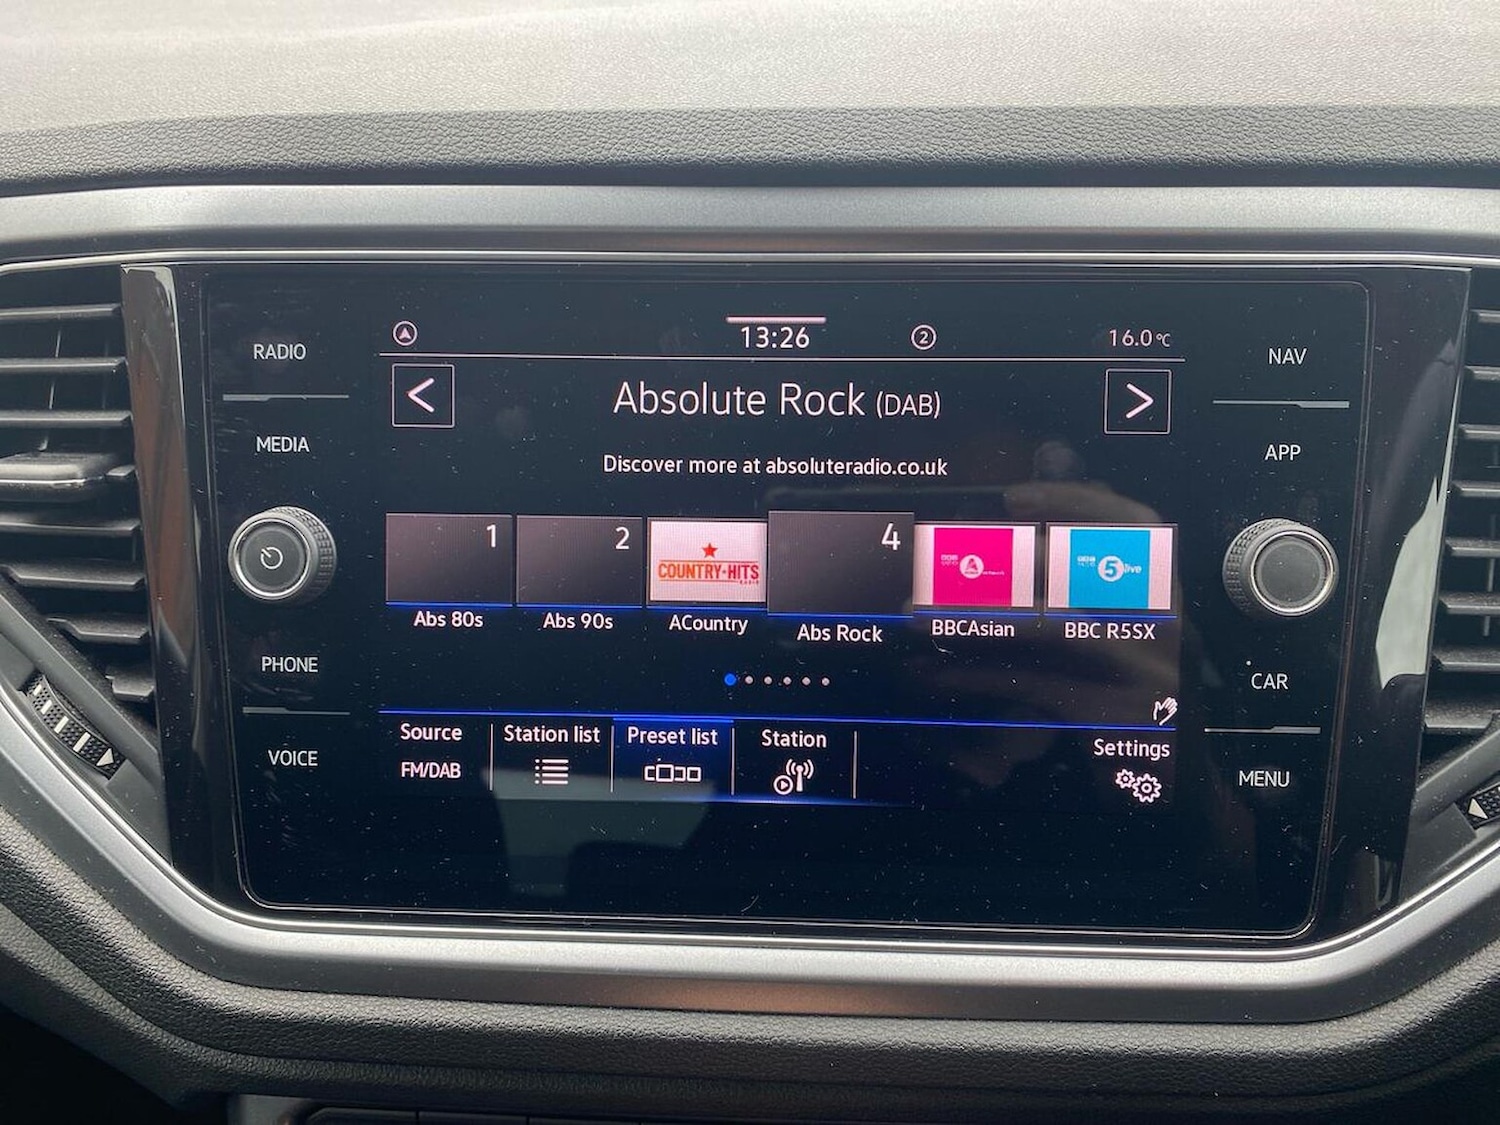 13:26
2
16.0°C
RADIO
NAV
<
Absolute Rock (DAB)
>
MEDIA
APP
Discover more at absoluteradio.co.uk
1
2
4
COUNTRY★HITS
5 live
Abs 80s
Abs 90s
ACountry
Abs Rock
BBCAsian
BBC R5SX
PHONE
CAR
Source
Station list
Preset list
Station
Settings
FM/DAB
VOICE
MENU